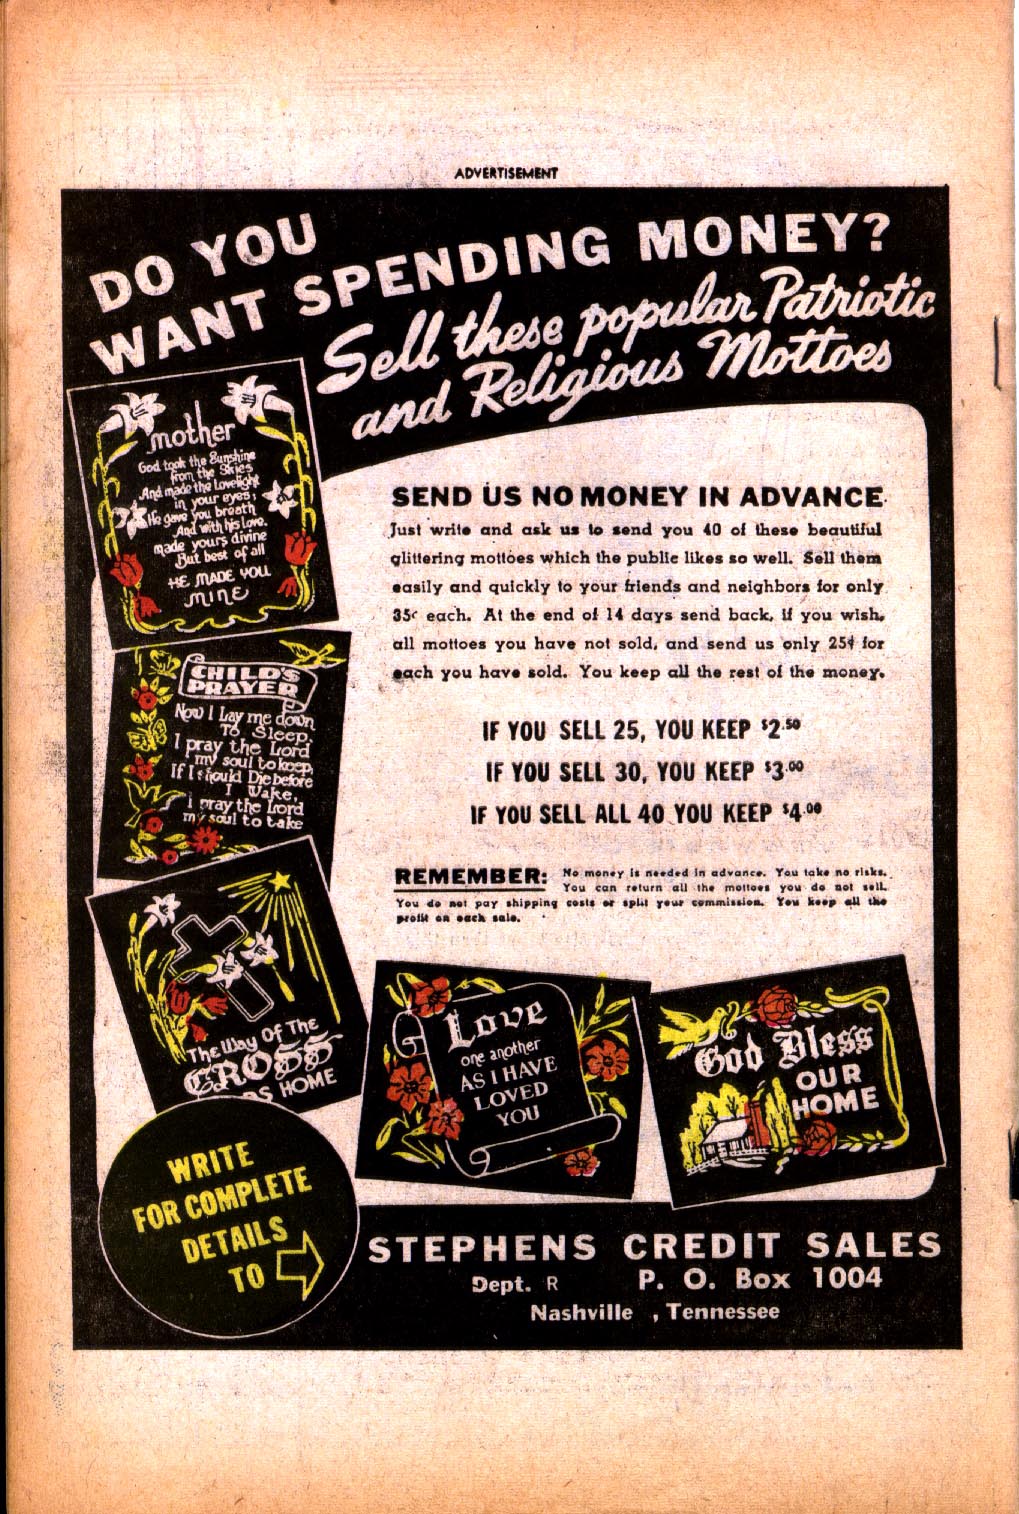 ADVERTISEMENT
DO YOU
WANT SPENDING MONEY?
Sell these popular Patriotic
and Religious Mottoes
mother
God took the Sunshine
from the Skies
And made the Lovelight
in your eyes;
He gave you breath
And with his love.
made yours divine
But best of all
HE MADE YOU
MINE
CHILD'S
PRAYER
Now I Lay me down
To Sleep,
I pray the Lord
my soul to keep,
If I should Die before
I Wake,
I pray the Lord
my soul to take
The Way Of The
CROSS
HOME
SEND US NO MONEY IN ADVANCE
Just write and ask us to send you 40 of these beautiful
glittering mottoes which the public likes so well. Sell them
easily and quickly to your friends and neighbors for only
35¢ each. At the end of 14 days send back, if you wish,
all mottoes you have not sold, and send us only 25¢ for
each you have sold. You keep all the rest of the money.
IF YOU SELL 25, YOU KEEP $2.50
IF YOU SELL 30, YOU KEEP $3.00
IF YOU SELL ALL 40 YOU KEEP $4.00
REMEMBER: No money is needed in advance. You take no risks.
You can return all the mottoes you do not sell.
You do not pay shipping costs or split your commission. You keep all the
profit on each sale.
Love
one another
AS I HAVE
LOVED
YOU
God Bless
OUR
HOME
WRITE
FOR COMPLETE
DETAILS
TO
STEPHENS CREDIT SALES
Dept. R P. O. Box 1004
Nashville , Tennessee